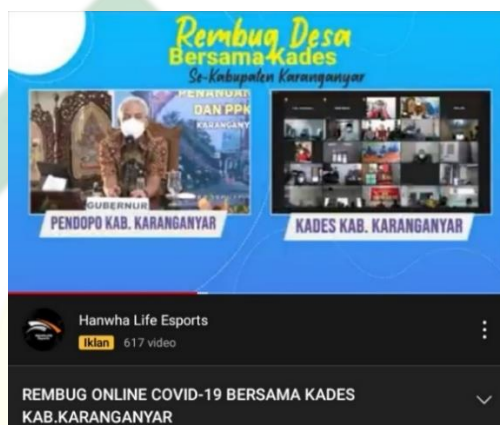 Rembug Desa
Bersama Kades
Se-Kabupaten Karanganyar
DAN PPK
GUBERNUR
PENDOPO KAB. KARANGANYAR
KADES KAB. KARANGANYAR
Hanwha Life Esports
Iklan 617 video
REMBUG ONLINE COVID-19 BERSAMA KADES
KAB.KARANGANYAR